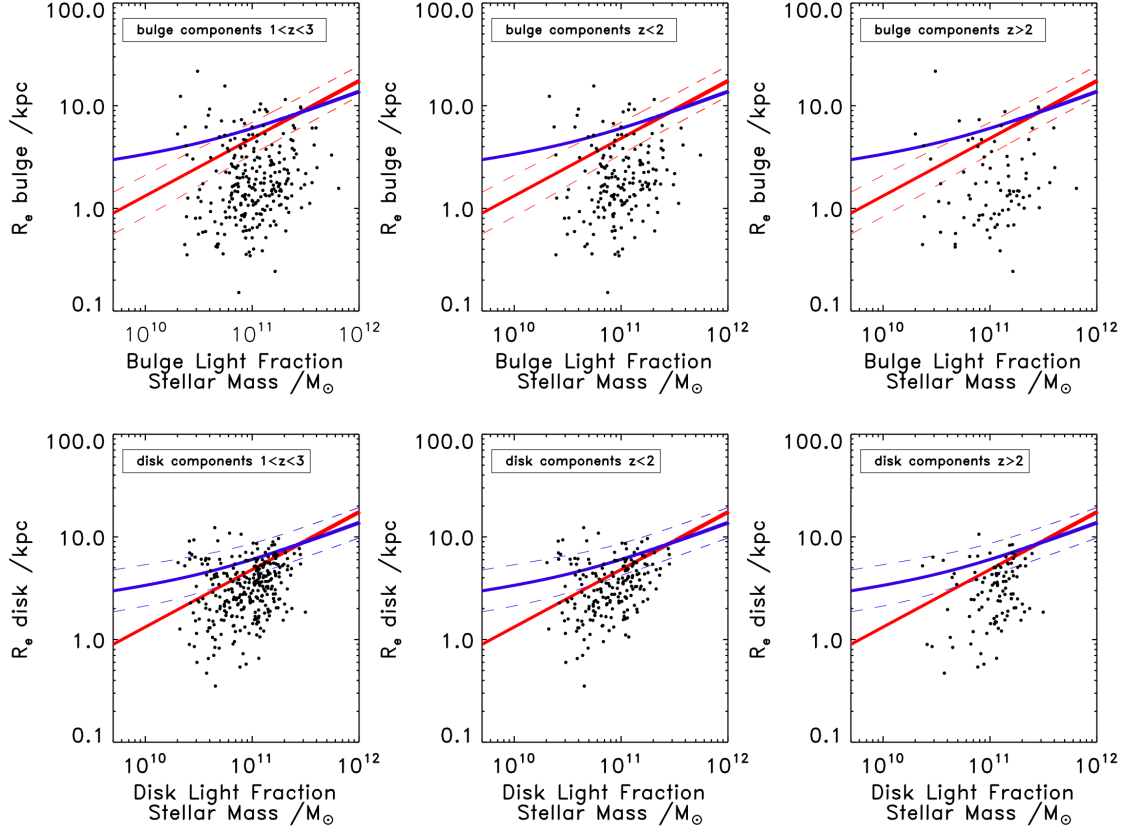 bulge components 1<z<3
100.0
10.0
1.0
0.1
R_e bulge /kpc
10^10 10^11 10^12
Bulge Light Fraction
Stellar Mass /M_⊙
bulge components z<2
100.0
10.0
1.0
0.1
R_e bulge /kpc
10^10 10^11 10^12
Bulge Light Fraction
Stellar Mass /M_⊙
bulge components z>2
100.0
10.0
1.0
0.1
R_e bulge /kpc
10^10 10^11 10^12
Bulge Light Fraction
Stellar Mass /M_⊙
disk components 1<z<3
100.0
10.0
1.0
0.1
R_e disk /kpc
10^10 10^11 10^12
Disk Light Fraction
Stellar Mass /M_⊙
disk components z<2
100.0
10.0
1.0
0.1
R_e disk /kpc
10^10 10^11 10^12
Disk Light Fraction
Stellar Mass /M_⊙
disk components z>2
100.0
10.0
1.0
0.1
R_e disk /kpc
10^10 10^11 10^12
Disk Light Fraction
Stellar Mass /M_⊙